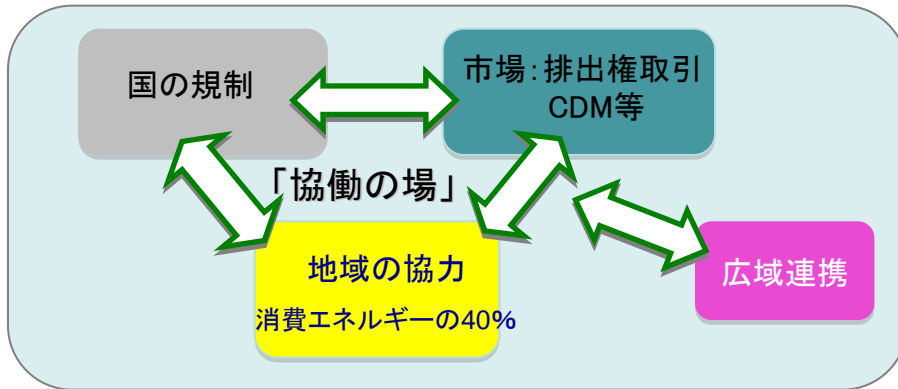 国の規制
市場：排出権取引
CDM等
「協働の場」
地域の協力
消費エネルギーの40%
広域連携